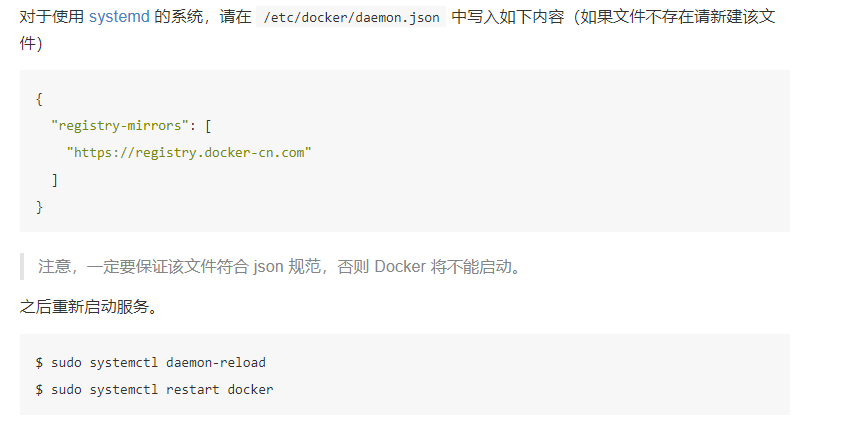 对于使用 systemd 的系统，请在 /etc/docker/daemon.json 中写入如下内容（如果文件不存在请新建该文
件）
{
  "registry-mirrors": [
    "https://registry.docker-cn.com"
  ]
}
注意，一定要保证该文件符合 json 规范，否则 Docker 将不能启动。
之后重新启动服务。
$ sudo systemctl daemon-reload
$ sudo systemctl restart docker